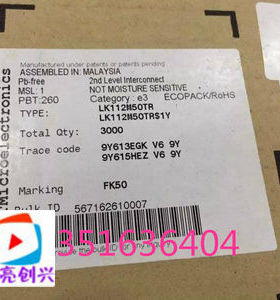 Manufactured under patents or patents pending
ASSEMBLED IN: MALAYSIA
Pb-free 2nd Level Interconnect
MSL: 1 NOT MOISTURE SENSITIVE
PBT:260 Category : e3 ECOPACK/RoHS
TYPE: LK112M50TR
LK112M50TR$1Y
Total Qty: 3000
Trace code 9Y613EGK V6 9Y
9Y615HEZ V6 9Y
Marking FK50
Bulk ID 567162610007
Microelectronics
351636404
亮创兴